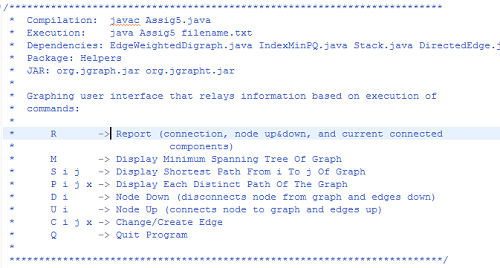 /*************************************************************************
* Compilation: javac Assig5.java
* Execution: java Assig5 filename.txt
* Dependencies: EdgeWeightedDigraph.java IndexMinPQ.java Stack.java DirectedEdge.j
* Package: Helpers
* JAR: org.jgraph.jar org.jgrapht.jar
*
* Graphing user interface that relays information based on execution of
* commands:
*
* R -> Report (connection, node up&down, and current connected
* components)
* M -> Display Minimum Spanning Tree Of Graph
* S i j -> Display Shortest Path From i To j Of Graph
* P i j x -> Display Each Distinct Path Of The Graph
* D i -> Node Down (disconnects node from graph and edges down)
* U i -> Node Up (connects node to graph and edges up)
* C i j x -> Change/Create Edge
* Q -> Quit Program
*
*************************************************************************/